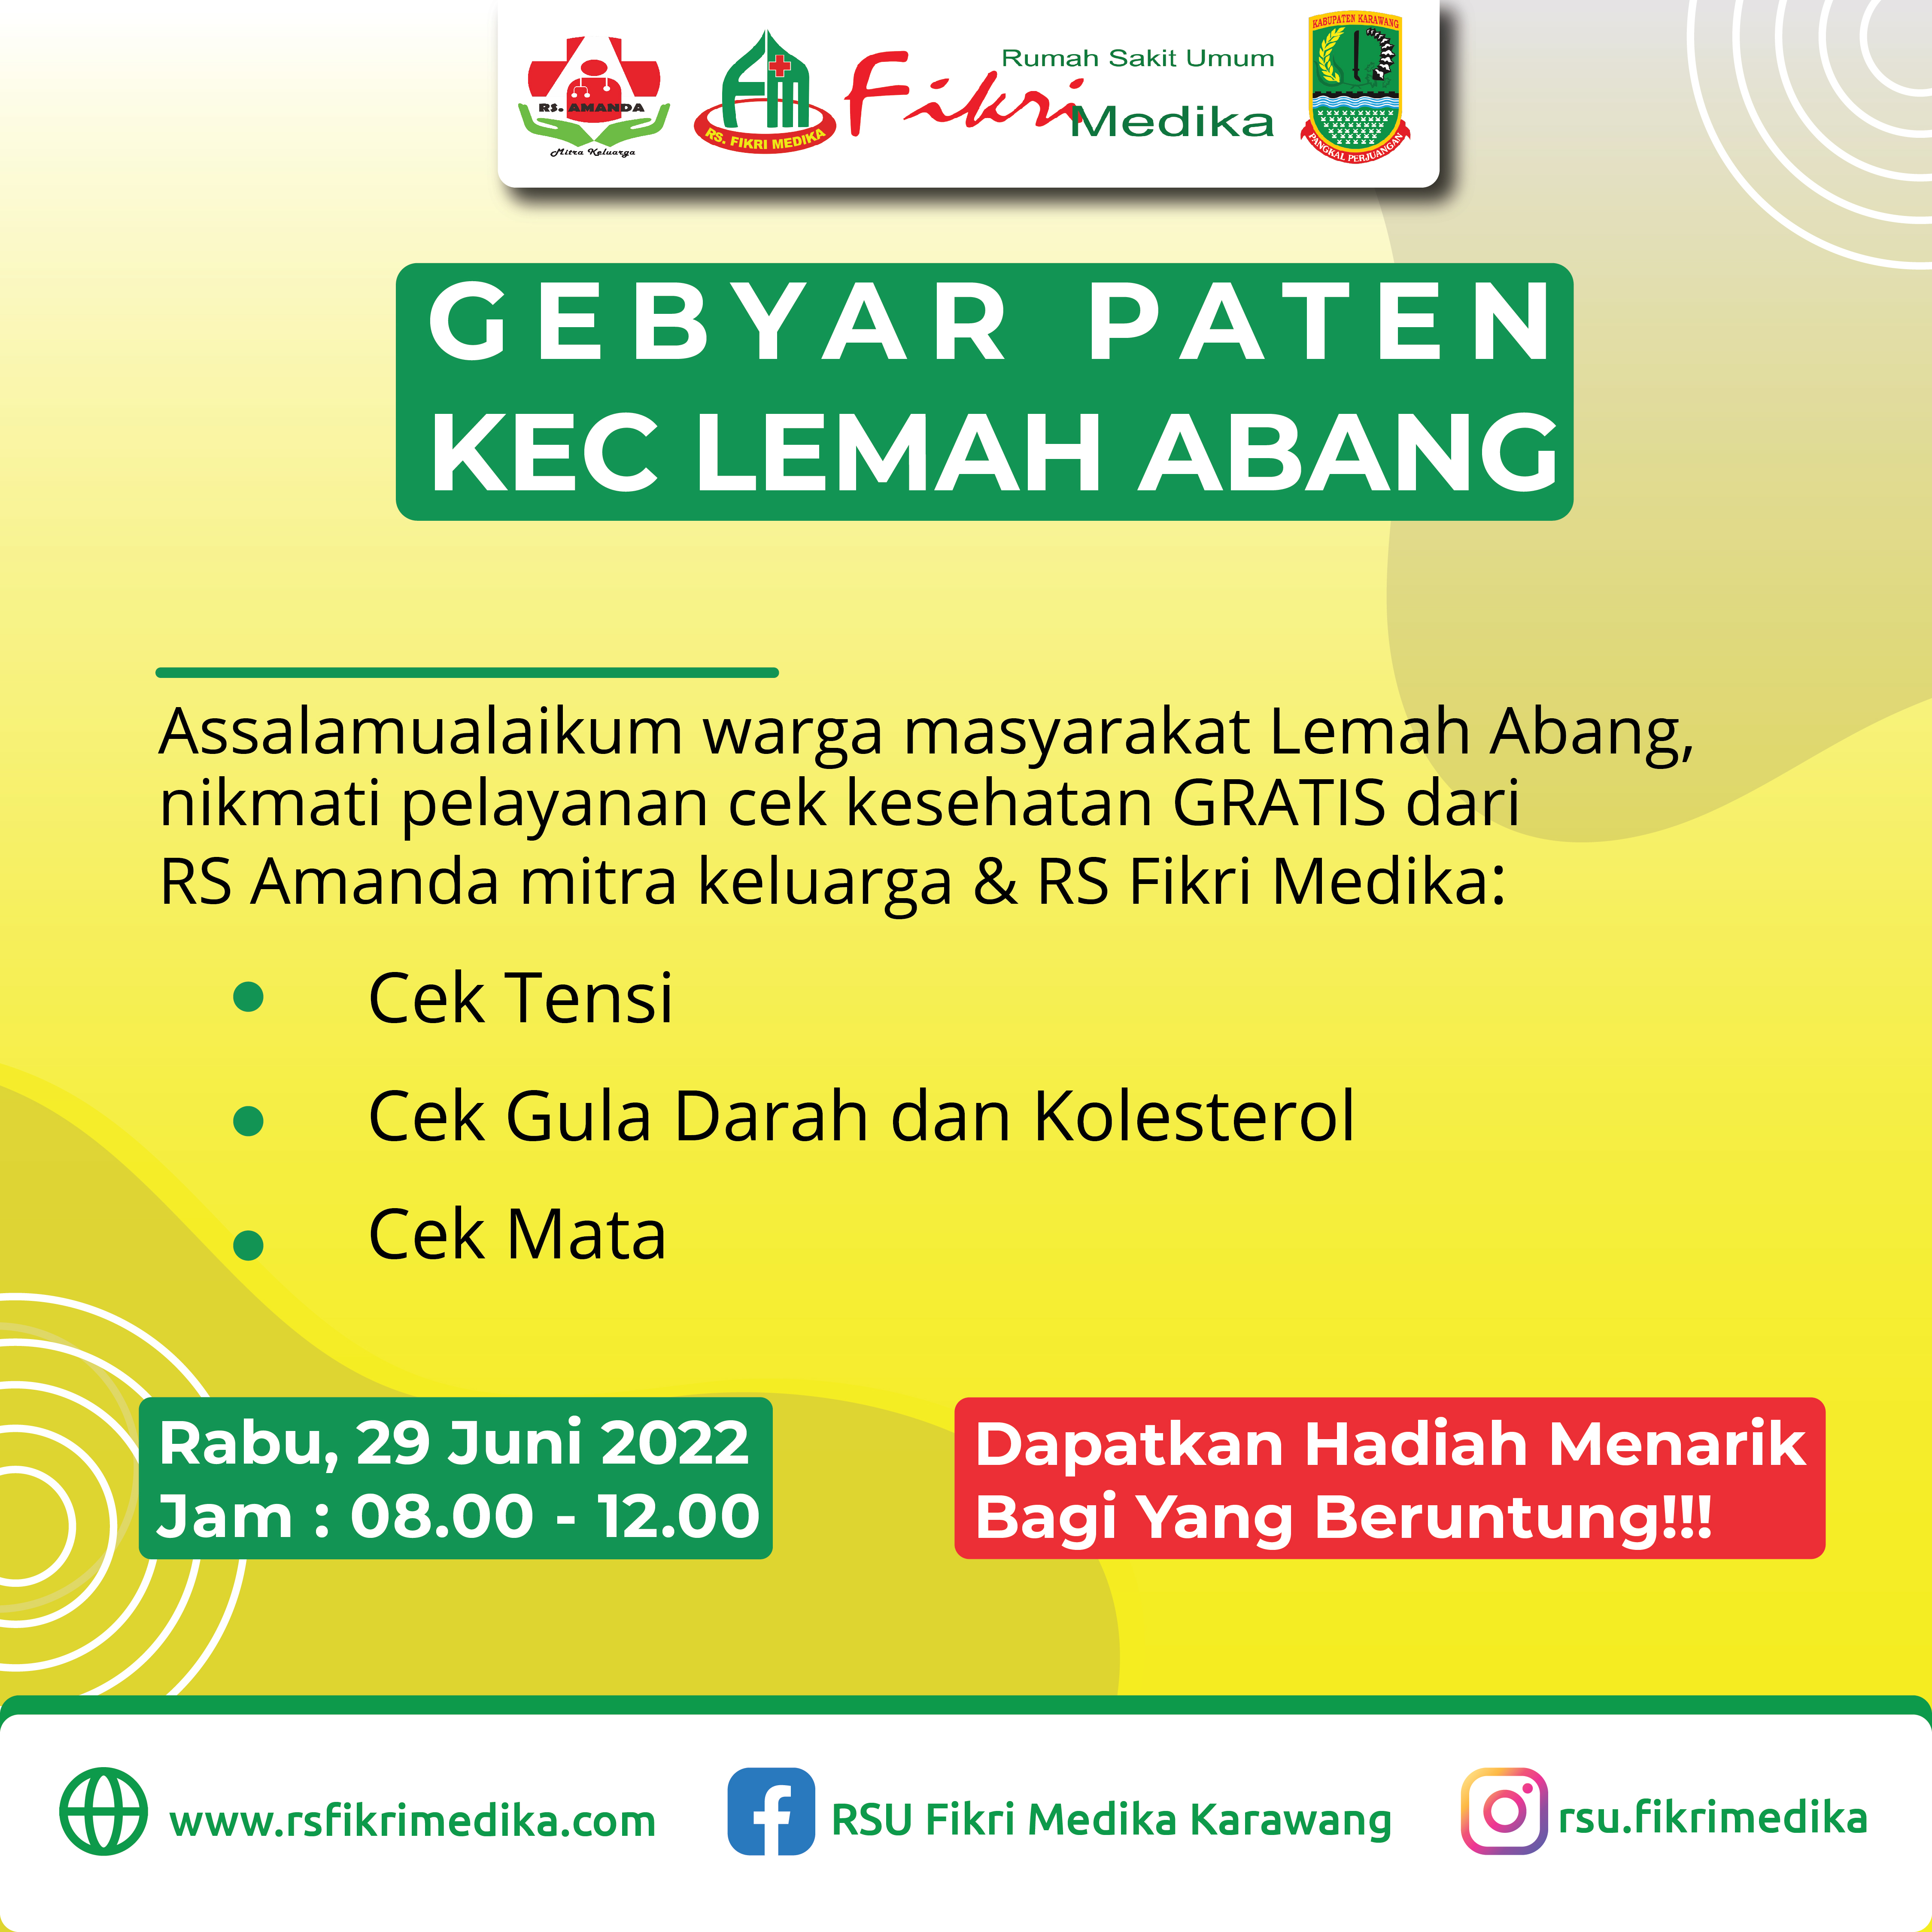 RS. AMANDA
Mitra Keluarga
RS. FIKRI MEDIKA
Fikri
Rumah Sakit Umum
Medika
KABUPATEN KARAWANG
PANGKAL PERJUANGAN
GEBYAR PATEN
KEC LEMAH ABANG
Assalamualaikum warga masyarakat Lemah Abang,
nikmati pelayanan cek kesehatan GRATIS dari
RS Amanda mitra keluarga & RS Fikri Medika:
• Cek Tensi
• Cek Gula Darah dan Kolesterol
• Cek Mata
Rabu, 29 Juni 2022
Jam : 08.00 - 12.00
Dapatkan Hadiah Menarik
Bagi Yang Beruntung!!!
www.rsfikrimedika.com
RSU Fikri Medika Karawang
rsu.fikrimedika